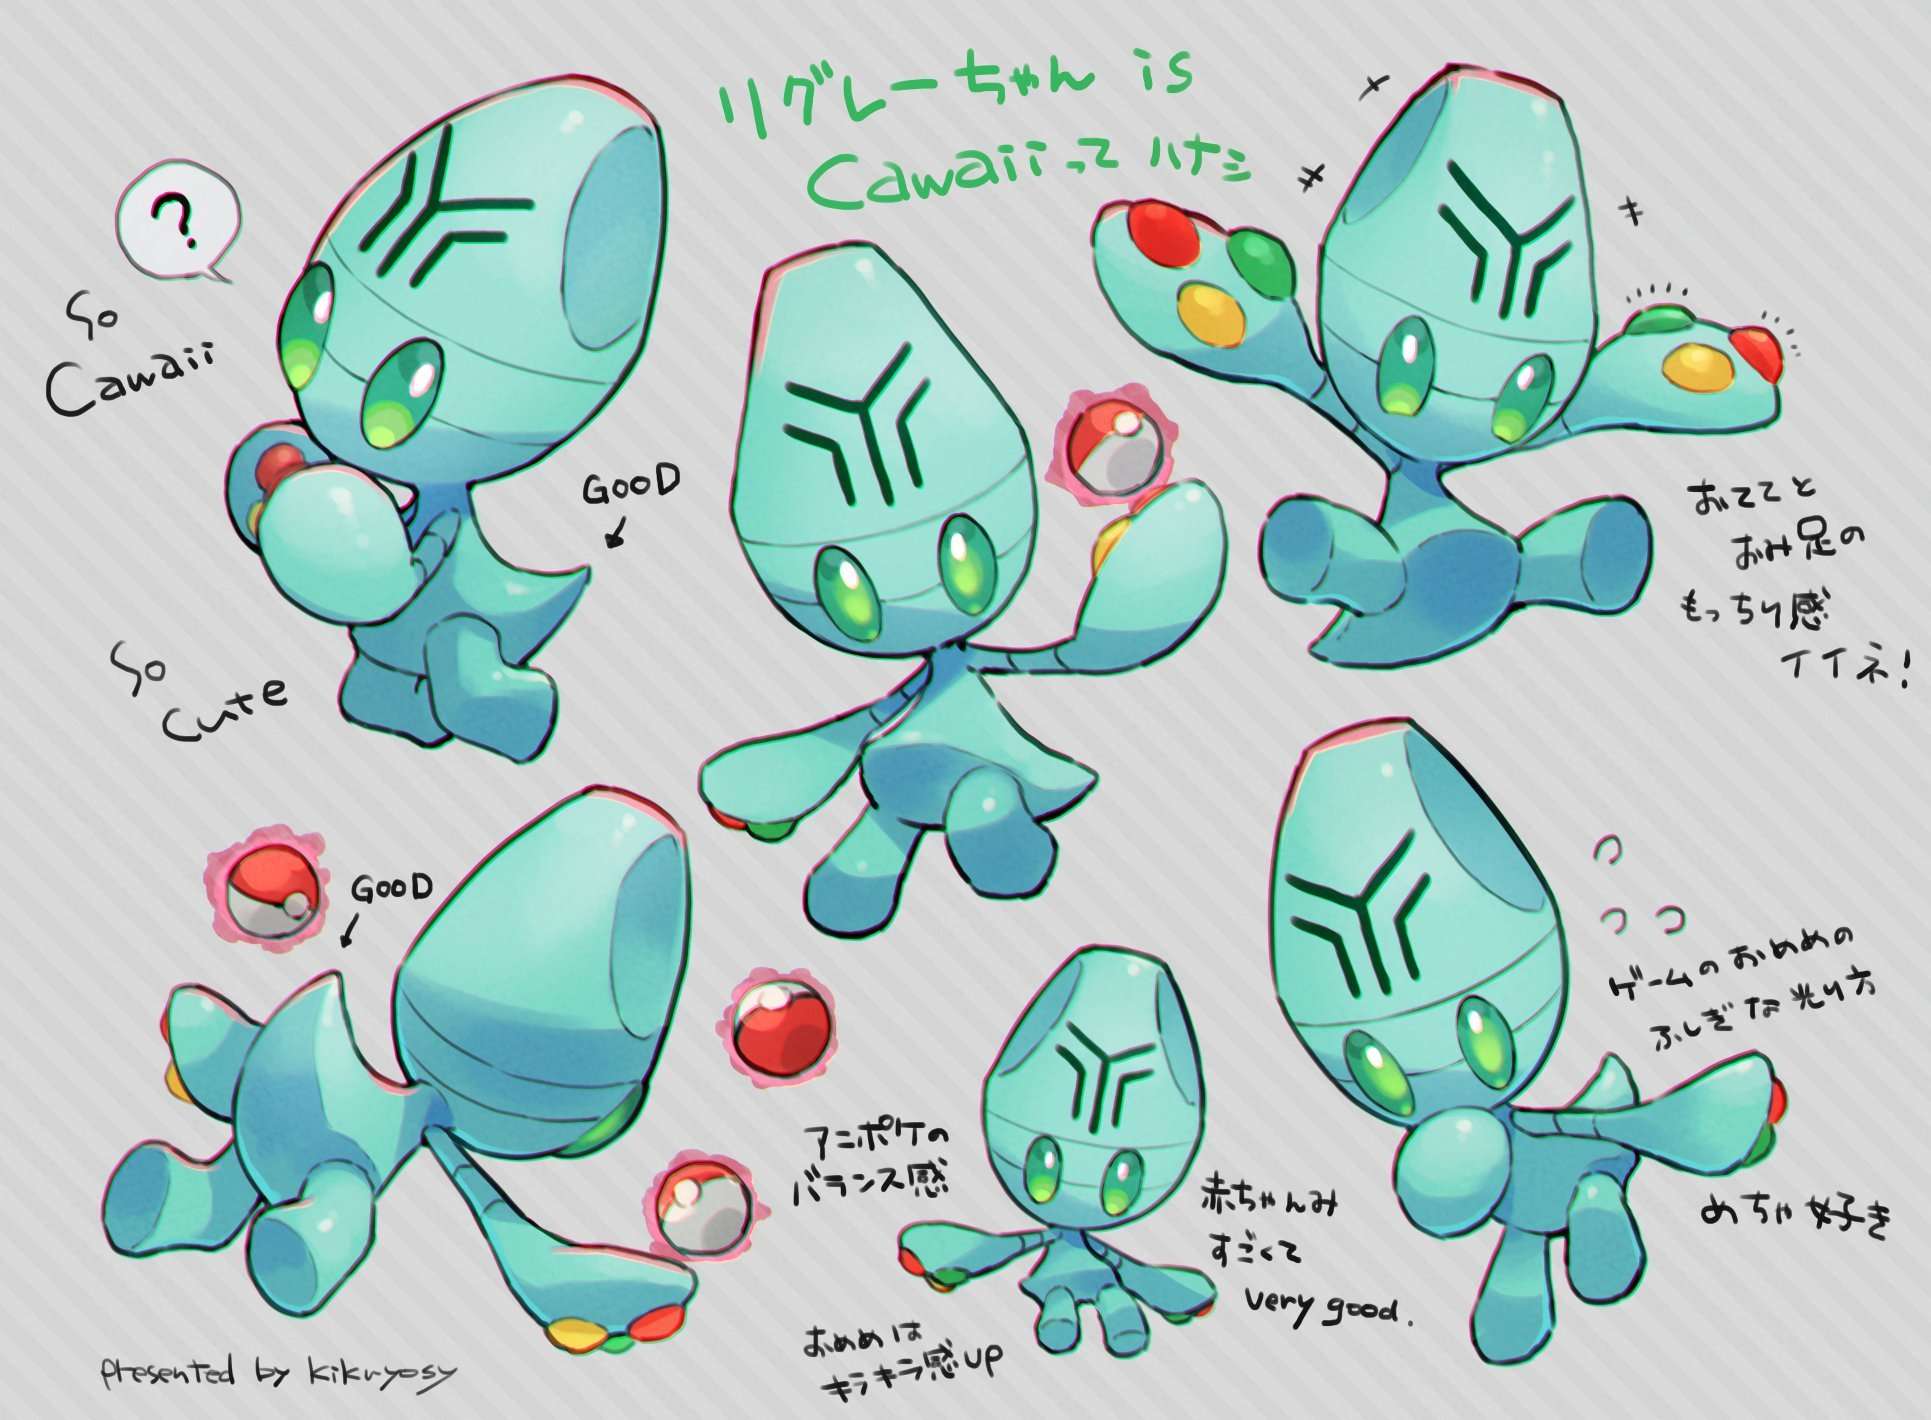 リグレーちゃん is
Cawaiiってハナシ
?
So
Cawaii
GOOD
So
Cute
おててと
おみ足の
もっちり感
イイネ!
GOOD
ゲームのおめめの
ふしぎな光り方
めちゃ好き
アニポケの
バランス感
赤ちゃんみ
すごくて
very good.
おめめは
キラキラ感up
presented by kikuyosy